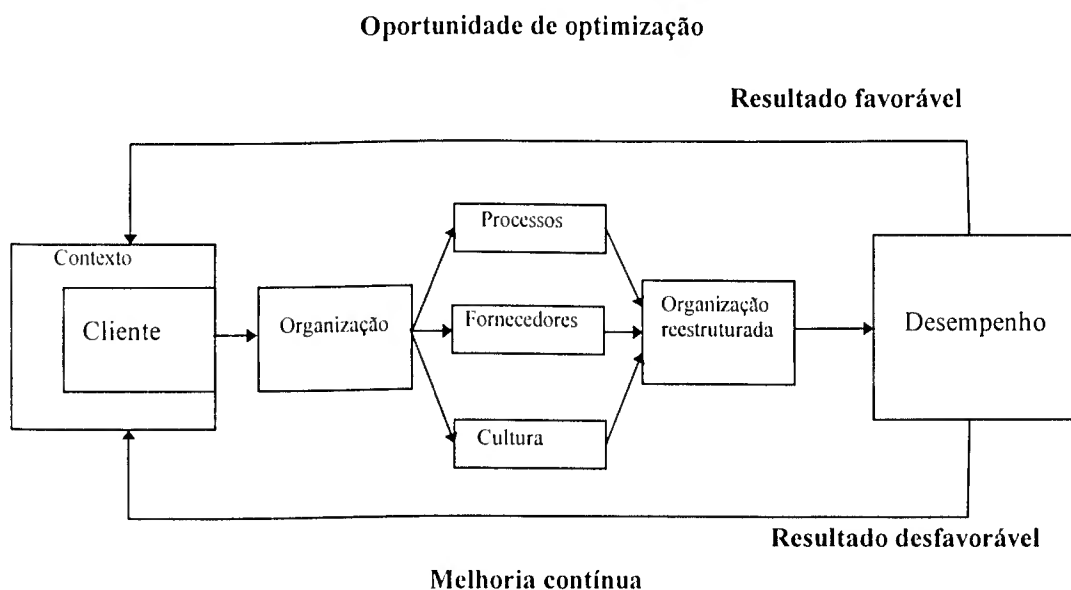 Oportunidade de optimização
Resultado favorável
Processos
Contexto
Cliente
Organização
Fornecedores
Organização
reestruturada
Desempenho
Cultura
Resultado desfavorável
Melhoria contínua